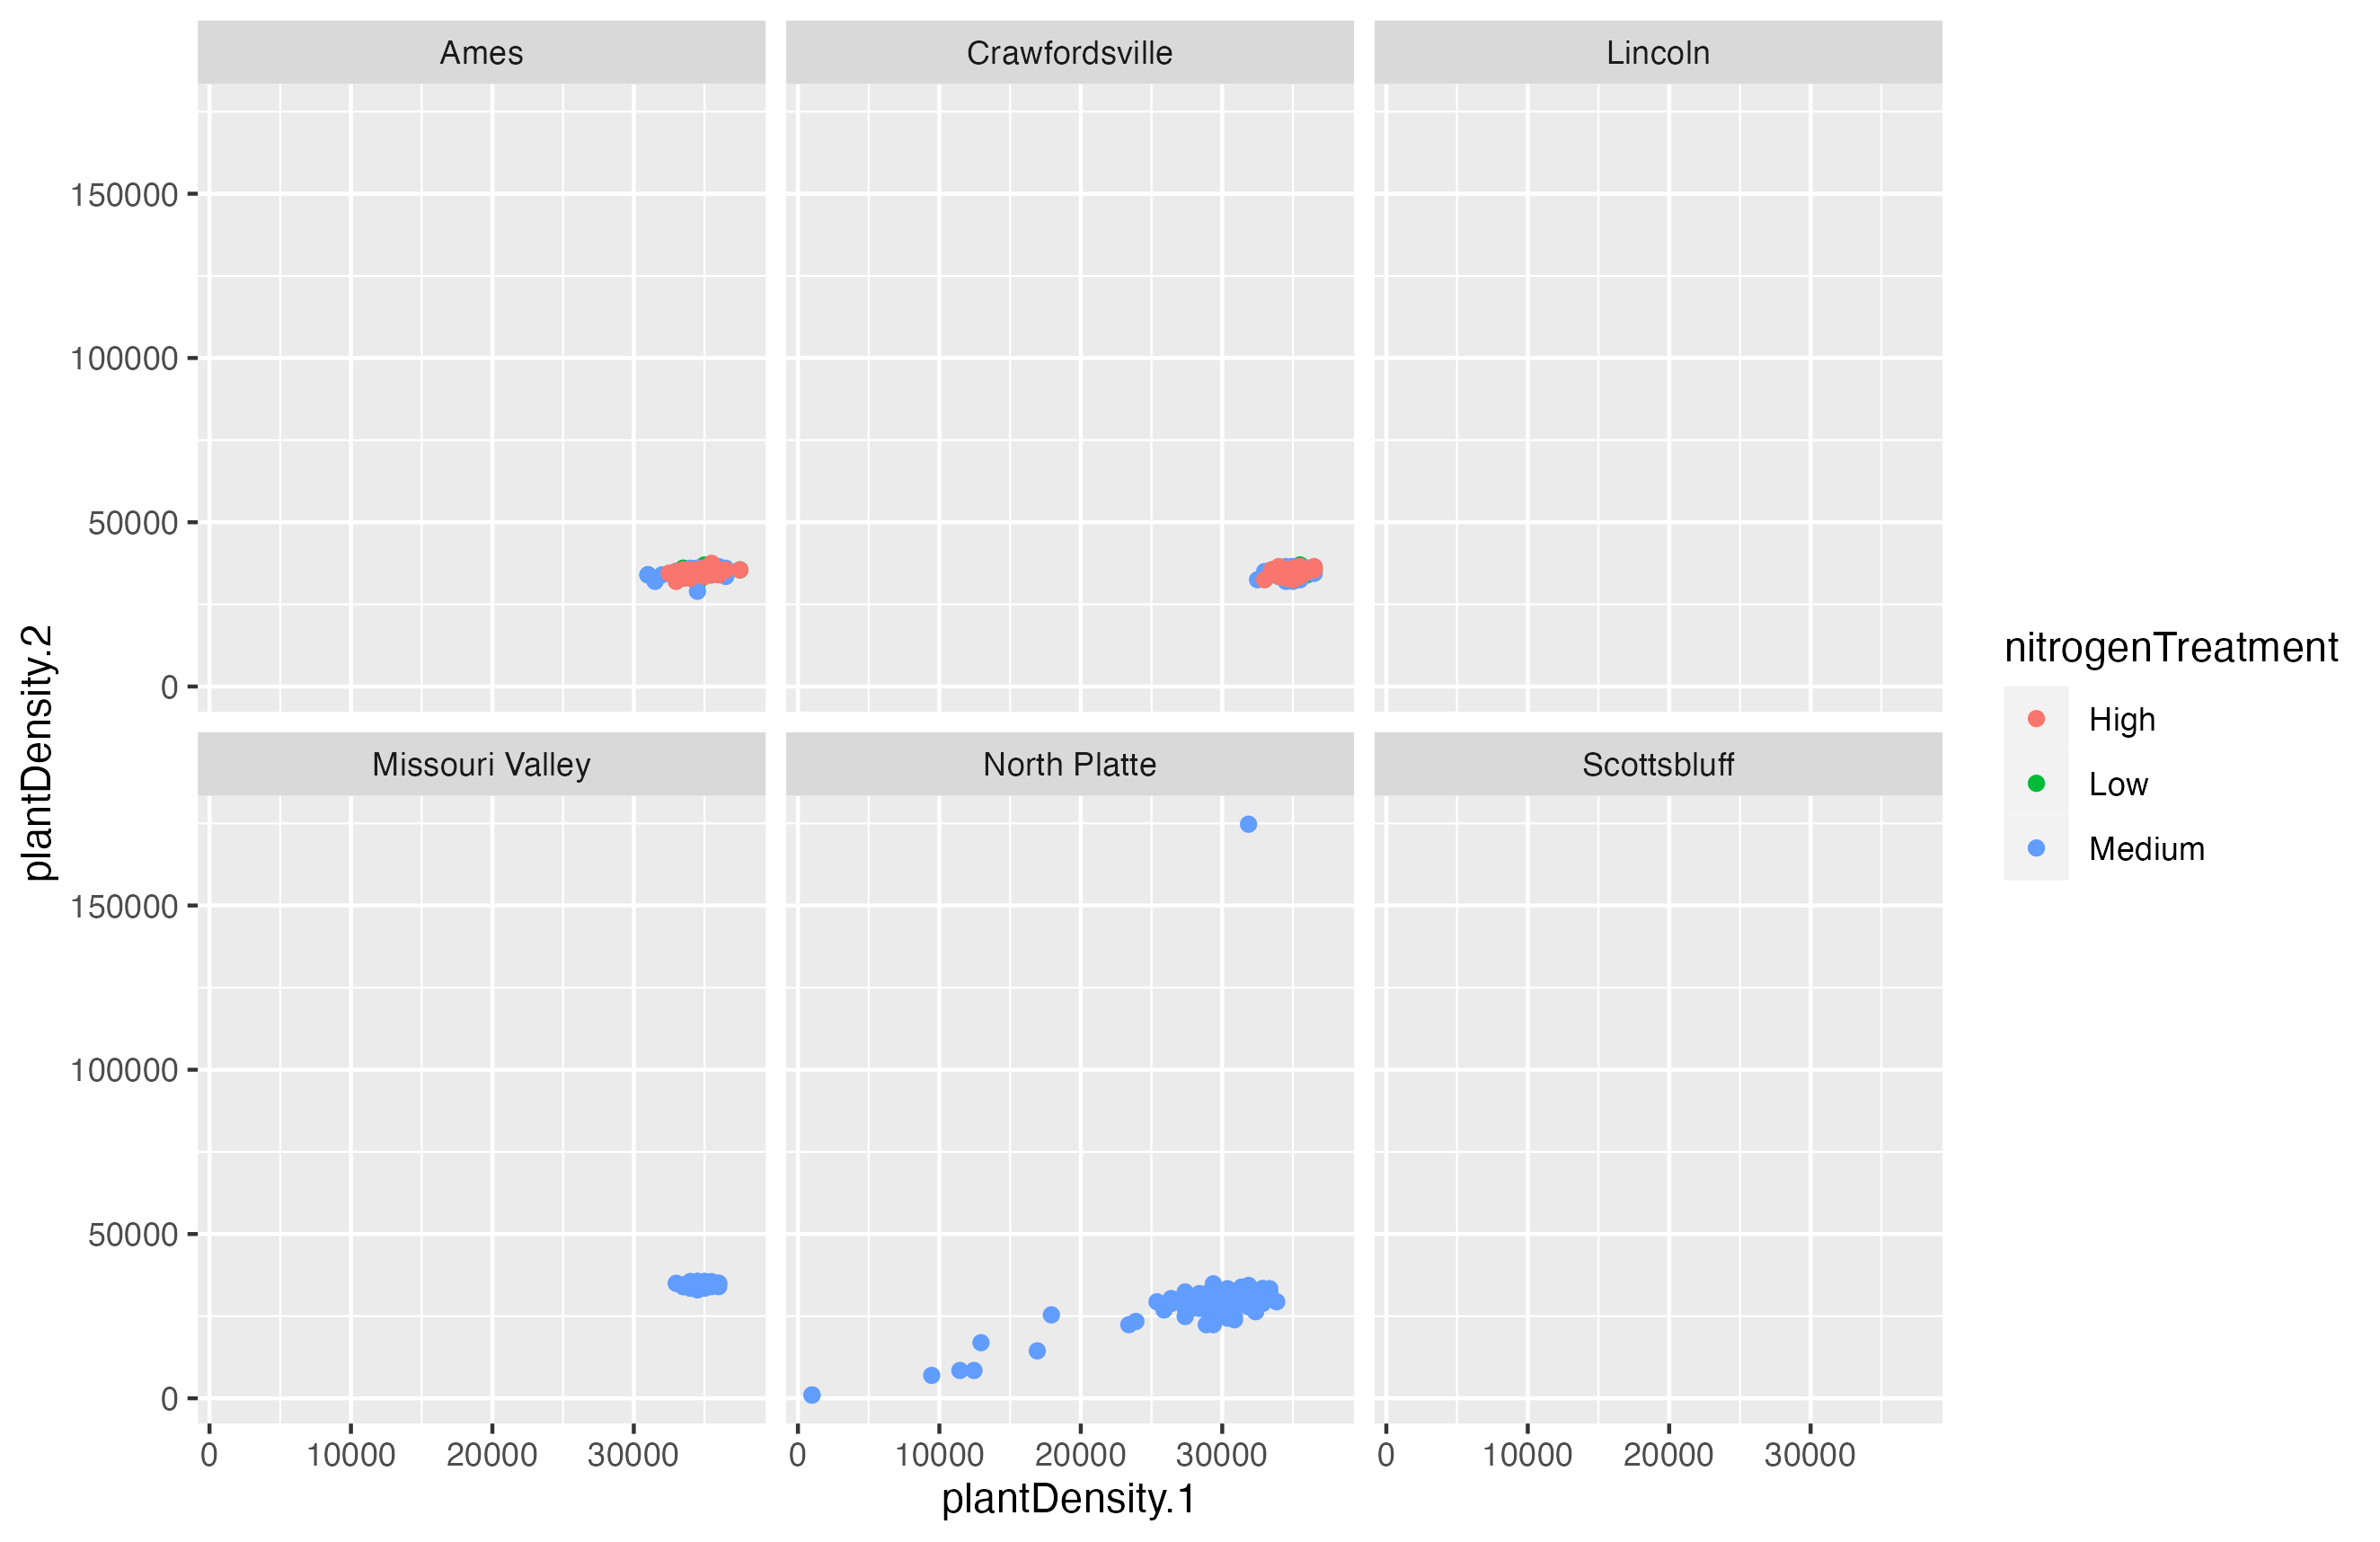 Ames
Crawfordsville
Lincoln
150000
100000
50000
0
Missouri Valley
North Platte
Scottsbluff
150000
100000
50000
0
0 10000 20000 30000
0 10000 20000 30000
0 10000 20000 30000
plantDensity.1
plantDensity.2
nitrogenTreatment
High
Low
Medium